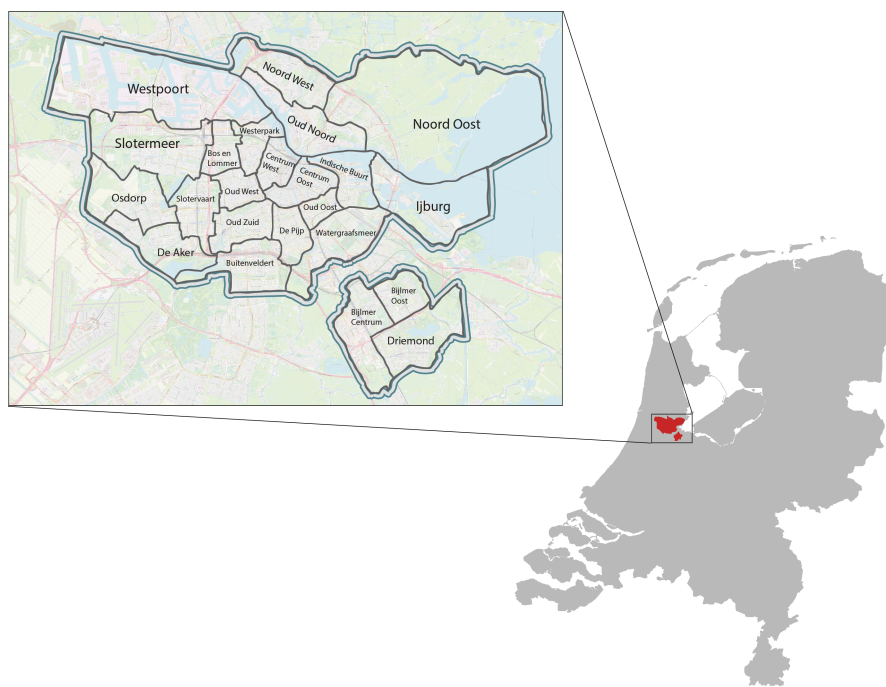 Noord West
Westpoort
Noord Oost
Oud Noord
Westerpark
Slotermeer
Bos en
Lommer
Centrum
West
Indische Buurt
Centrum
Oost
Osdorp
Slotervaart
Oud West
Oud Oost
Ijburg
Oud Zuid
De Pijp
Watergraafsmeer
De Aker
Buitenveldert
Bijlmer
Oost
Bijlmer
Centrum
Driemond